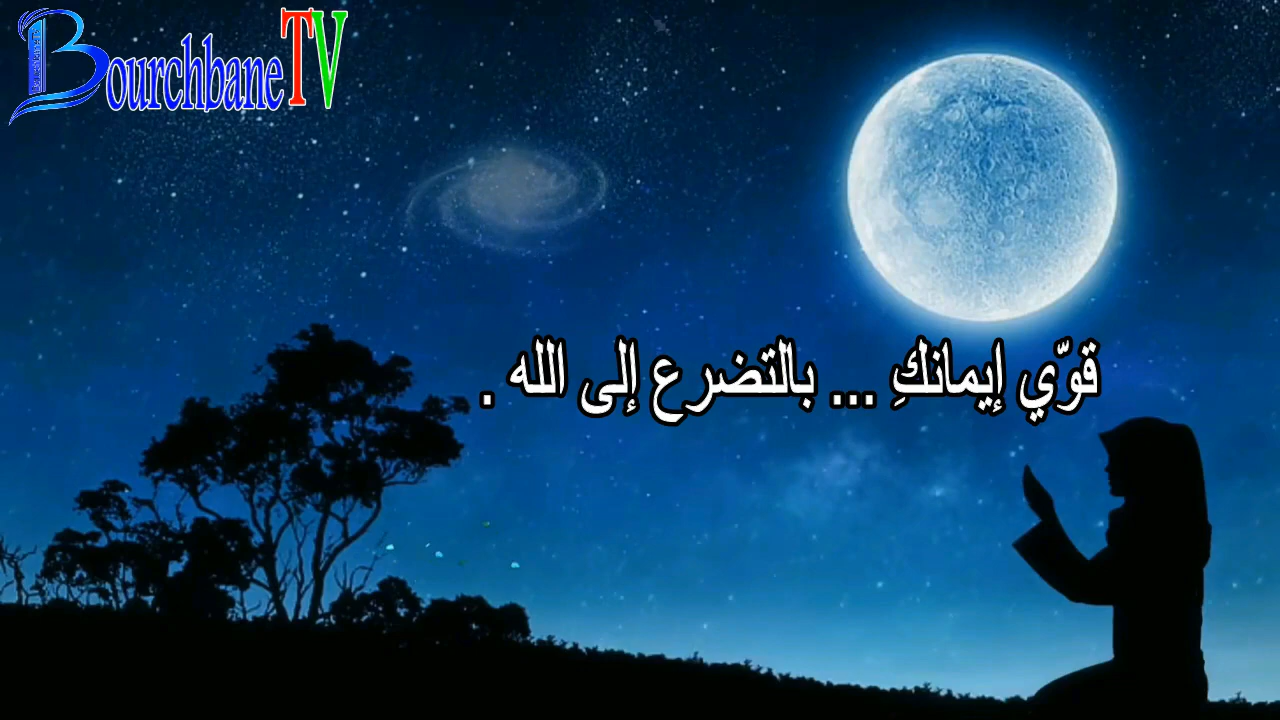 BourchbaneTV
قوّي إيمانكِ ... بالتضرع إلى الله .